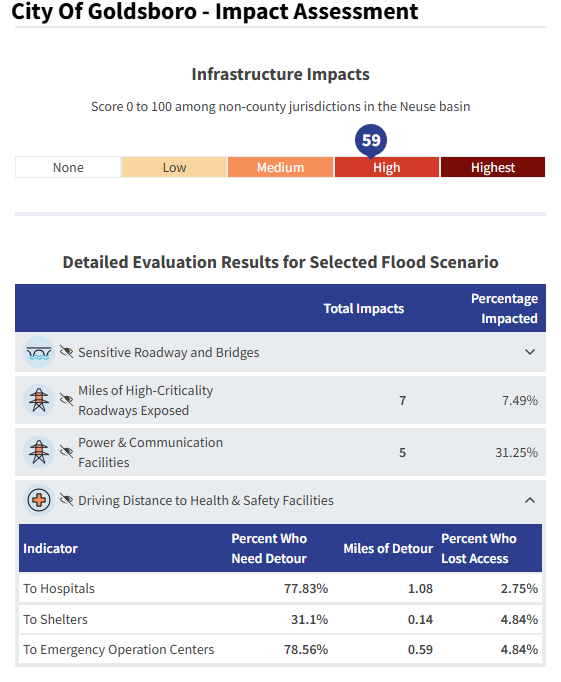 City Of Goldsboro - Impact Assessment
Infrastructure Impacts
Score 0 to 100 among non-county jurisdictions in the Neuse basin
59
None Low Medium High Highest
Detailed Evaluation Results for Selected Flood Scenario
Total Impacts Percentage
Impacted
Sensitive Roadway and Bridges
Miles of High-Criticality
Roadways Exposed 7 7.49%
Power & Communication
Facilities 5 31.25%
Driving Distance to Health & Safety Facilities
Indicator Percent Who
Need Detour Miles of Detour Percent Who
Lost Access
To Hospitals 77.83% 1.08 2.75%
To Shelters 31.1% 0.14 4.84%
To Emergency Operation Centers 78.56% 0.59 4.84%